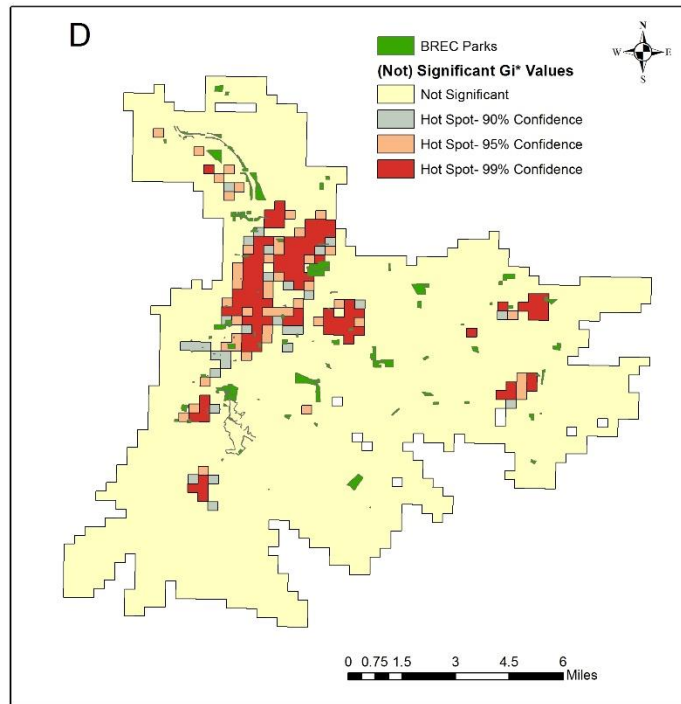 D
BREC Parks
(Not) Significant Gi* Values
Not Significant
Hot Spot- 90% Confidence
Hot Spot- 95% Confidence
Hot Spot- 99% Confidence
N
W E
S
0 0.75 1.5 3 4.5 6
Miles